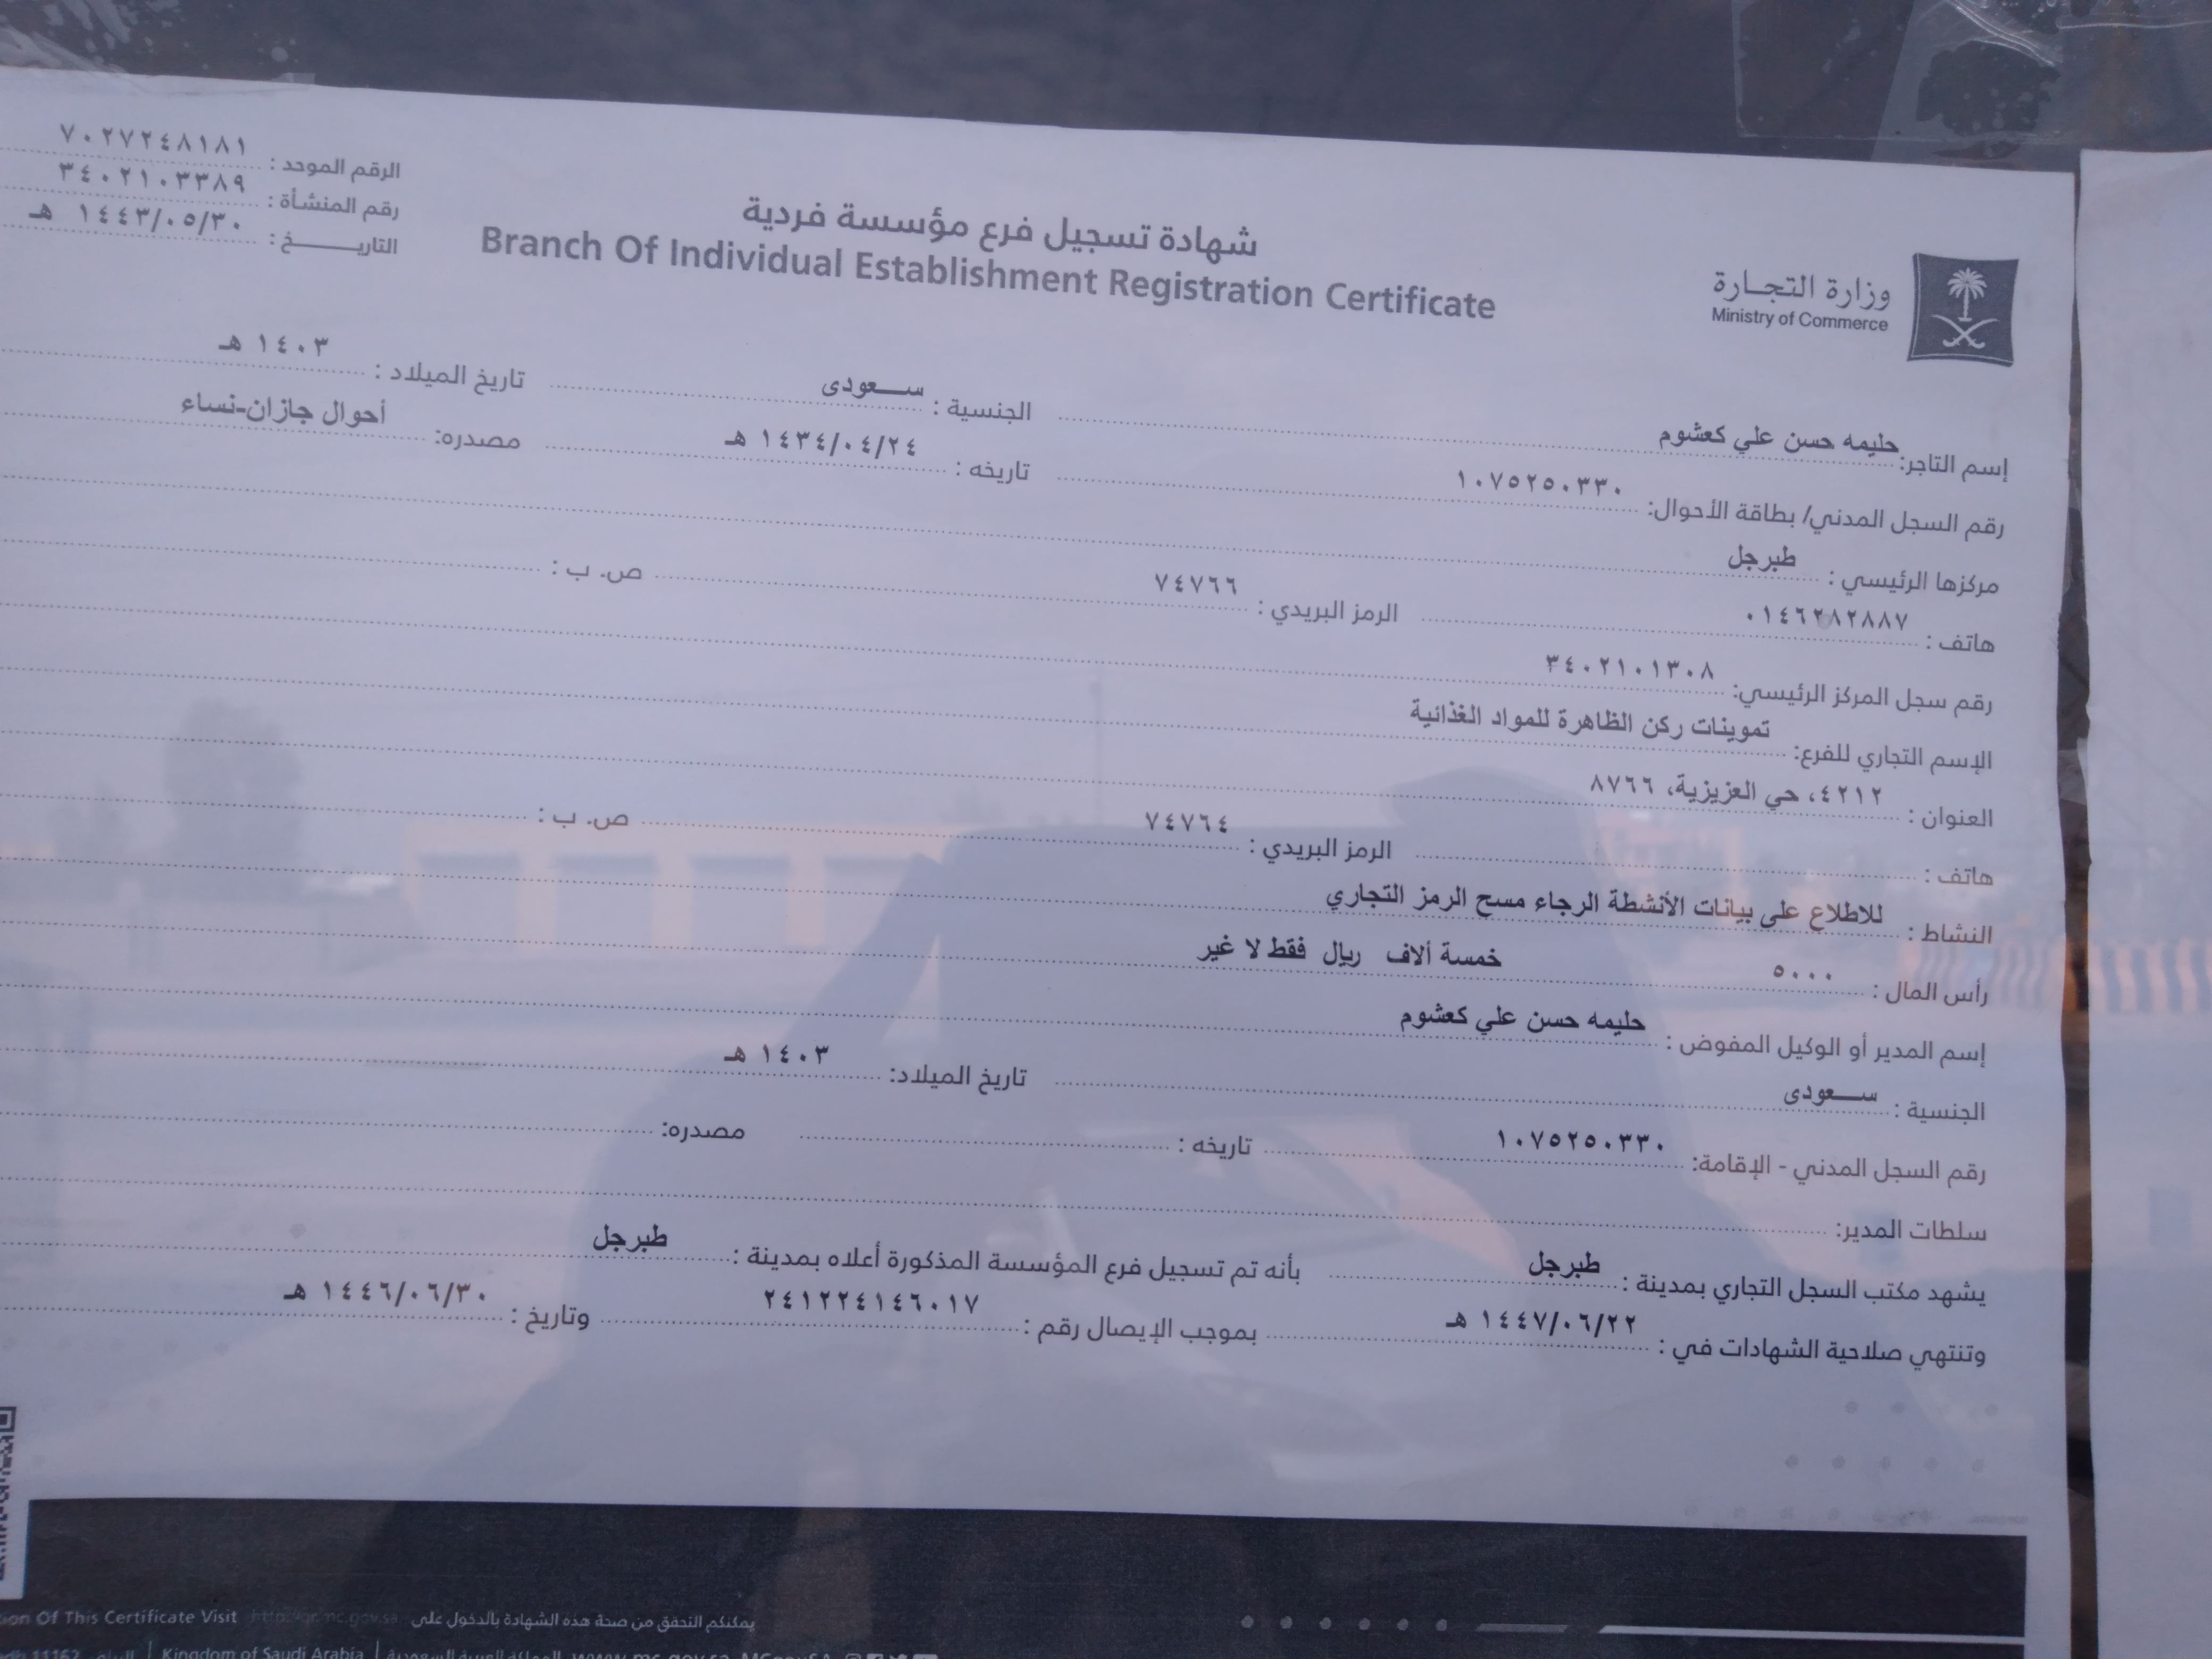 الرقم الموحد : ٧٠٢٧٢٤٨١٨١
رقم المنشأة : ٣٤٠٢١٠٣٣٨٩
التاريــــــخ : ١٤٤٣/٠٥/٣٠ هـ
شهادة تسجيل فرع مؤسسة فردية
Branch Of Individual Establishment Registration Certificate
وزارة التجـارة
Ministry of Commerce
إسم التاجر: حليمه حسن علي كعشوم الجنسية : ســعودى تاريخ الميلاد : ١٤٠٣ هـ
رقم السجل المدني/ بطاقة الأحوال: ١٠٧٥٢٥٠٣٣٠ تاريخه : ١٤٣٤/٠٤/٢٤ هـ مصدره: أحوال جازان-نساء
مركزها الرئيسي : طبرجل
هاتف : ٠١٤٦٢٨٢٨٨٧ الرمز البريدي : ٧٤٧٦٦ ص. ب :
رقم سجل المركز الرئيسي: ٣٤٠٢١٠١٣٠٨
الإسم التجاري للفرع: تموينات ركن الظاهرة للمواد الغذائية
العنوان : ٤٢١٢، حي العزيزية، ٨٧٦٦
هاتف : الرمز البريدي : ٧٤٧٦٤ ص. ب :
النشاط : للاطلاع على بيانات الأنشطة الرجاء مسح الرمز التجاري
رأس المال : ٥٠٠٠ خمسة ألاف ريال فقط لا غير
إسم المدير أو الوكيل المفوض : حليمه حسن علي كعشوم
الجنسية : ســعودى تاريخ الميلاد: ١٤٠٣ هـ
رقم السجل المدني - الإقامة: ١٠٧٥٢٥٠٣٣٠ تاريخه : مصدره:
سلطات المدير:
يشهد مكتب السجل التجاري بمدينة : طبرجل بأنه تم تسجيل فرع المؤسسة المذكورة أعلاه بمدينة : طبرجل
وتنتهي صلاحية الشهادات في : ١٤٤٧/٠٦/٢٢ هـ بموجب الإيصال رقم : ٢٤١٢٢٤١٤٦٠١٧ وتاريخ : ١٤٤٦/٠٦/٣٠ هـ
يمكنكم التحقق من صحة هذه الشهادة بالدخول على Of This Certificate Visit
Kingdom of Saudi Arabia | المملكة العربية السعودية